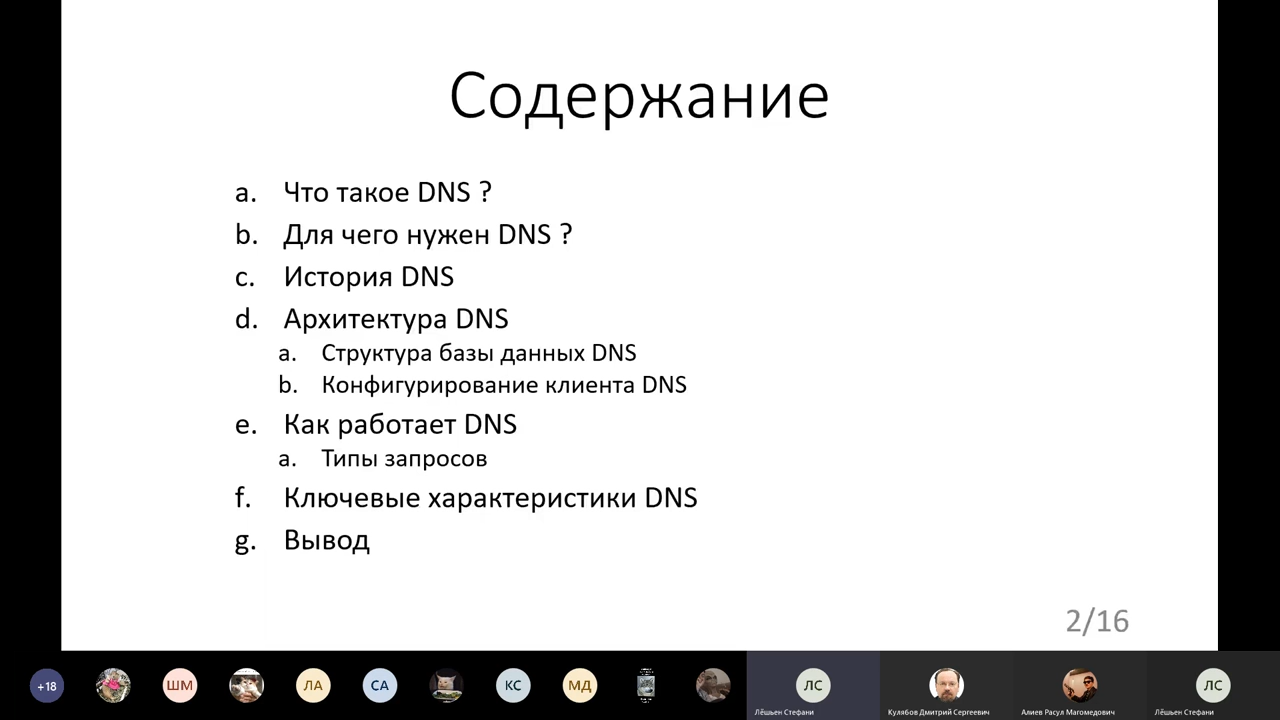 Содержание
a. Что такое DNS ?
b. Для чего нужен DNS ?
c. История DNS
d. Архитектура DNS
a. Структура базы данных DNS
b. Конфигурирование клиента DNS
e. Как работает DNS
a. Типы запросов
f. Ключевые характеристики DNS
g. Вывод
2/16
+18 ШМ ЛА СА КС МД ЛС ЛС
Лёшьен Стефани Кулябов Дмитрий Сергеевич Алиев Расул Магомедович Лёшьен Стефани